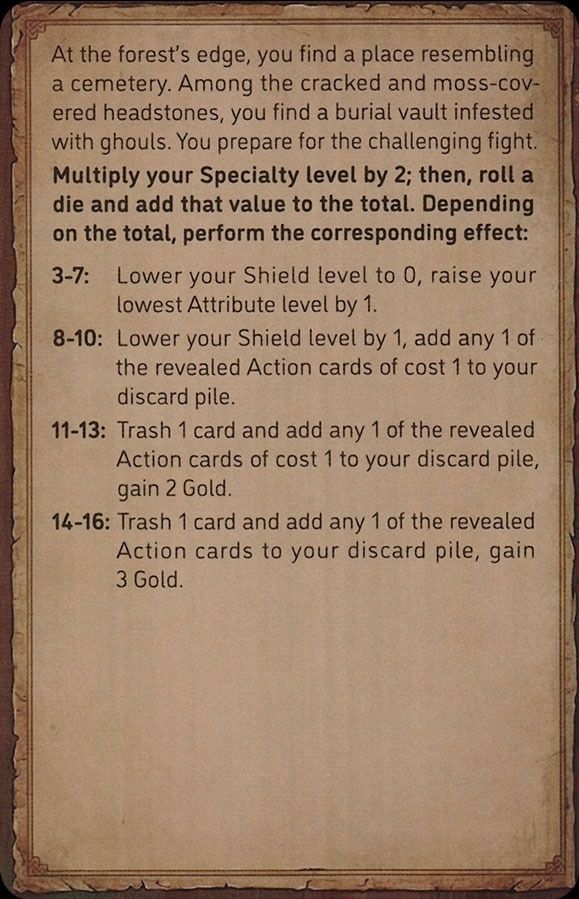 At the forest's edge, you find a place resembling
a cemetery. Among the cracked and moss-cov-
ered headstones, you find a burial vault infested
with ghouls. You prepare for the challenging fight.
Multiply your Specialty level by 2; then, roll a
die and add that value to the total. Depending
on the total, perform the corresponding effect:
3-7: Lower your Shield level to 0, raise your
lowest Attribute level by 1.
8-10: Lower your Shield level by 1, add any 1 of
the revealed Action cards of cost 1 to your
discard pile.
11-13: Trash 1 card and add any 1 of the revealed
Action cards of cost 1 to your discard pile,
gain 2 Gold.
14-16: Trash 1 card and add any 1 of the revealed
Action cards to your discard pile, gain
3 Gold.